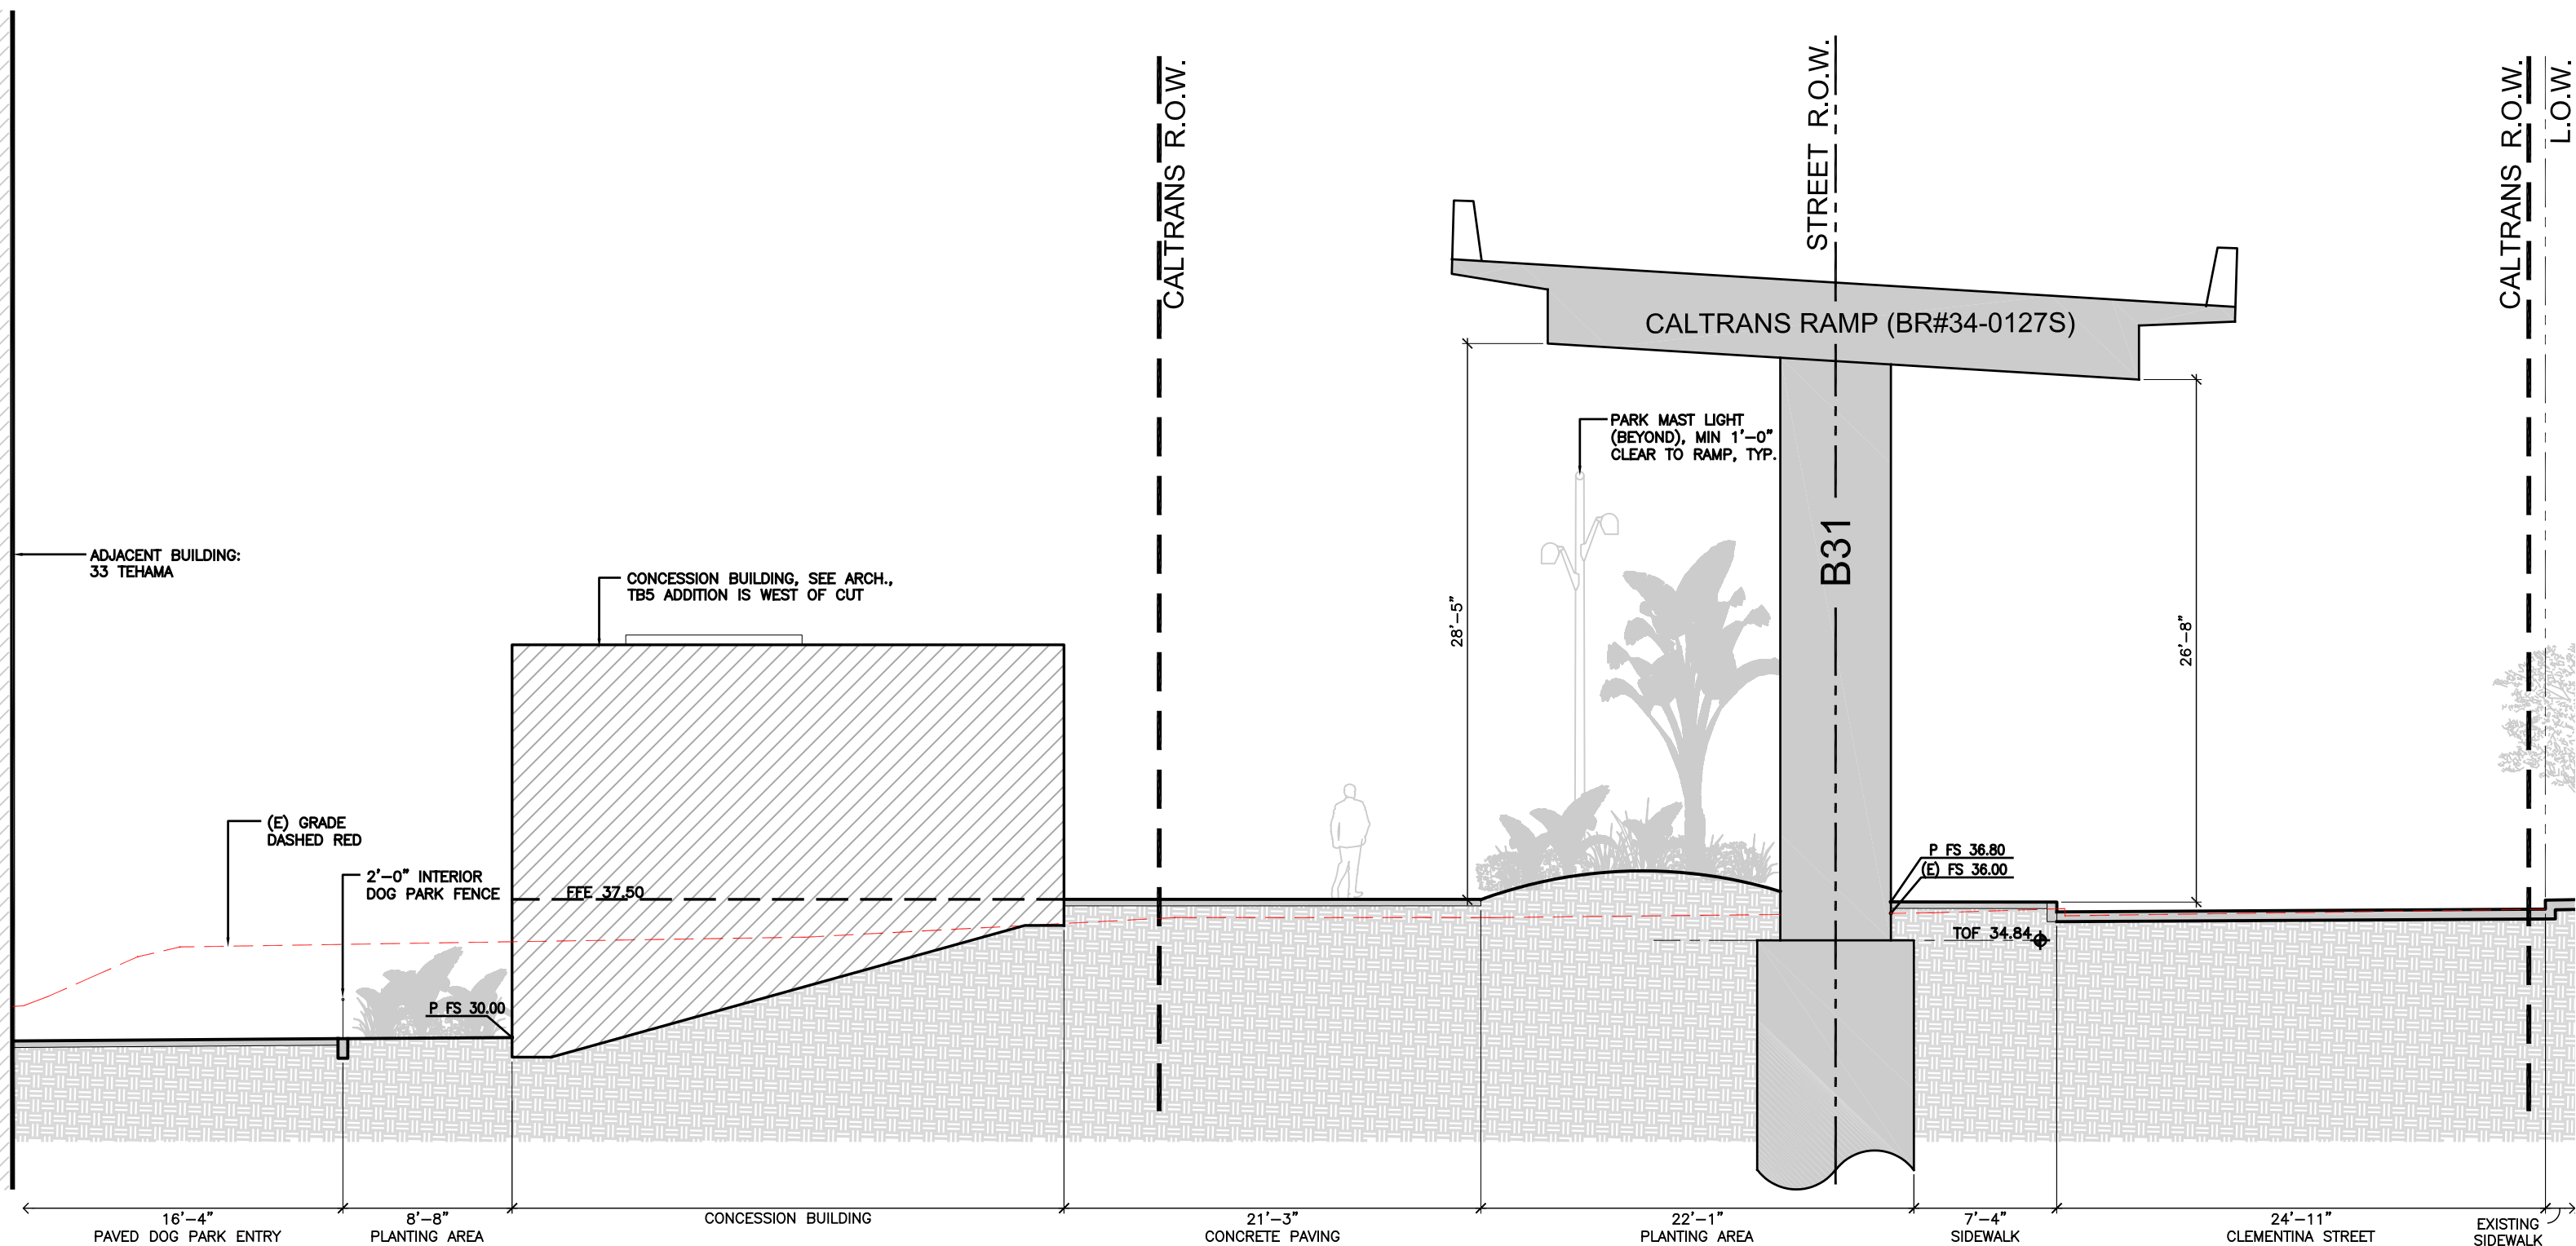 CALTRANS R.O.W.
STREET R.O.W.
CALTRANS R.O.W.
L.O.W.
CALTRANS RAMP (BR#34-0127S)
PARK MAST LIGHT
(BEYOND), MIN 1'-0"
CLEAR TO RAMP, TYP.
B31
28'-5"
26'-8"
ADJACENT BUILDING:
33 TEHAMA
CONCESSION BUILDING, SEE ARCH.,
TB5 ADDITION IS WEST OF CUT
(E) GRADE
DASHED RED
2'-0" INTERIOR
DOG PARK FENCE
FFE 37.50
P FS 36.80
(E) FS 36.00
TOF 34.84
P FS 30.00
16'-4"
PAVED DOG PARK ENTRY
8'-8"
PLANTING AREA
CONCESSION BUILDING
21'-3"
CONCRETE PAVING
22'-1"
PLANTING AREA
7'-4"
SIDEWALK
24'-11"
CLEMENTINA STREET
EXISTING
SIDEWALK